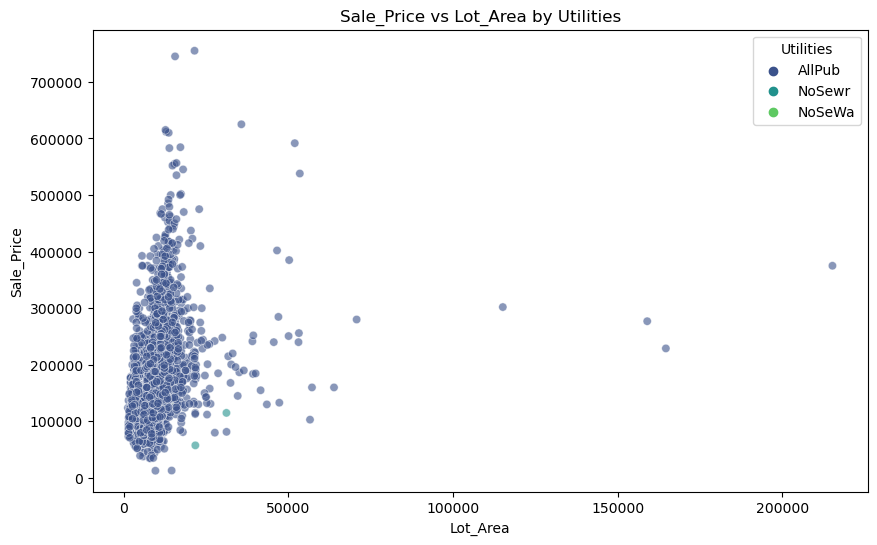 Sale_Price vs Lot_Area by Utilities
Utilities
AllPub
NoSewr
NoSeWa
Sale_Price
700000
600000
500000
400000
300000
200000
100000
0
0
50000
100000
150000
200000
Lot_Area